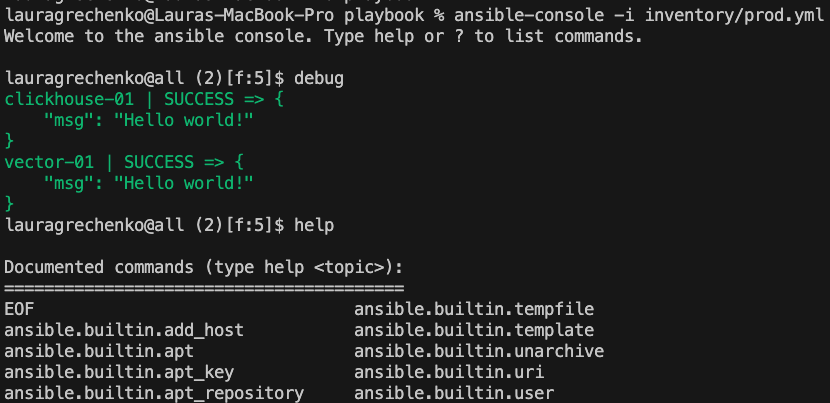 lauragrechenko@Lauras-MacBook-Pro playbook % ansible-console -i inventory/prod.yml
Welcome to the ansible console. Type help or ? to list commands.
lauragrechenko@all (2)[f:5]$ debug
clickhouse-01 | SUCCESS => {
    "msg": "Hello world!"
}
vector-01 | SUCCESS => {
    "msg": "Hello world!"
}
lauragrechenko@all (2)[f:5]$ help
Documented commands (type help <topic>):
========================================
EOF                                ansible.builtin.tempfile
ansible.builtin.add_host           ansible.builtin.template
ansible.builtin.apt                ansible.builtin.unarchive
ansible.builtin.apt_key            ansible.builtin.uri
ansible.builtin.apt_repository     ansible.builtin.user